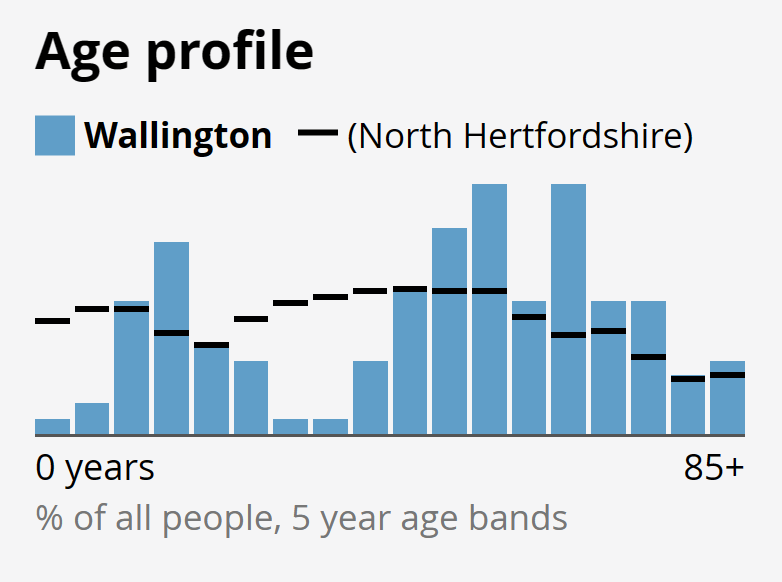 Age profile
Wallington (North Hertfordshire)
0 years 85+
% of all people, 5 year age bands